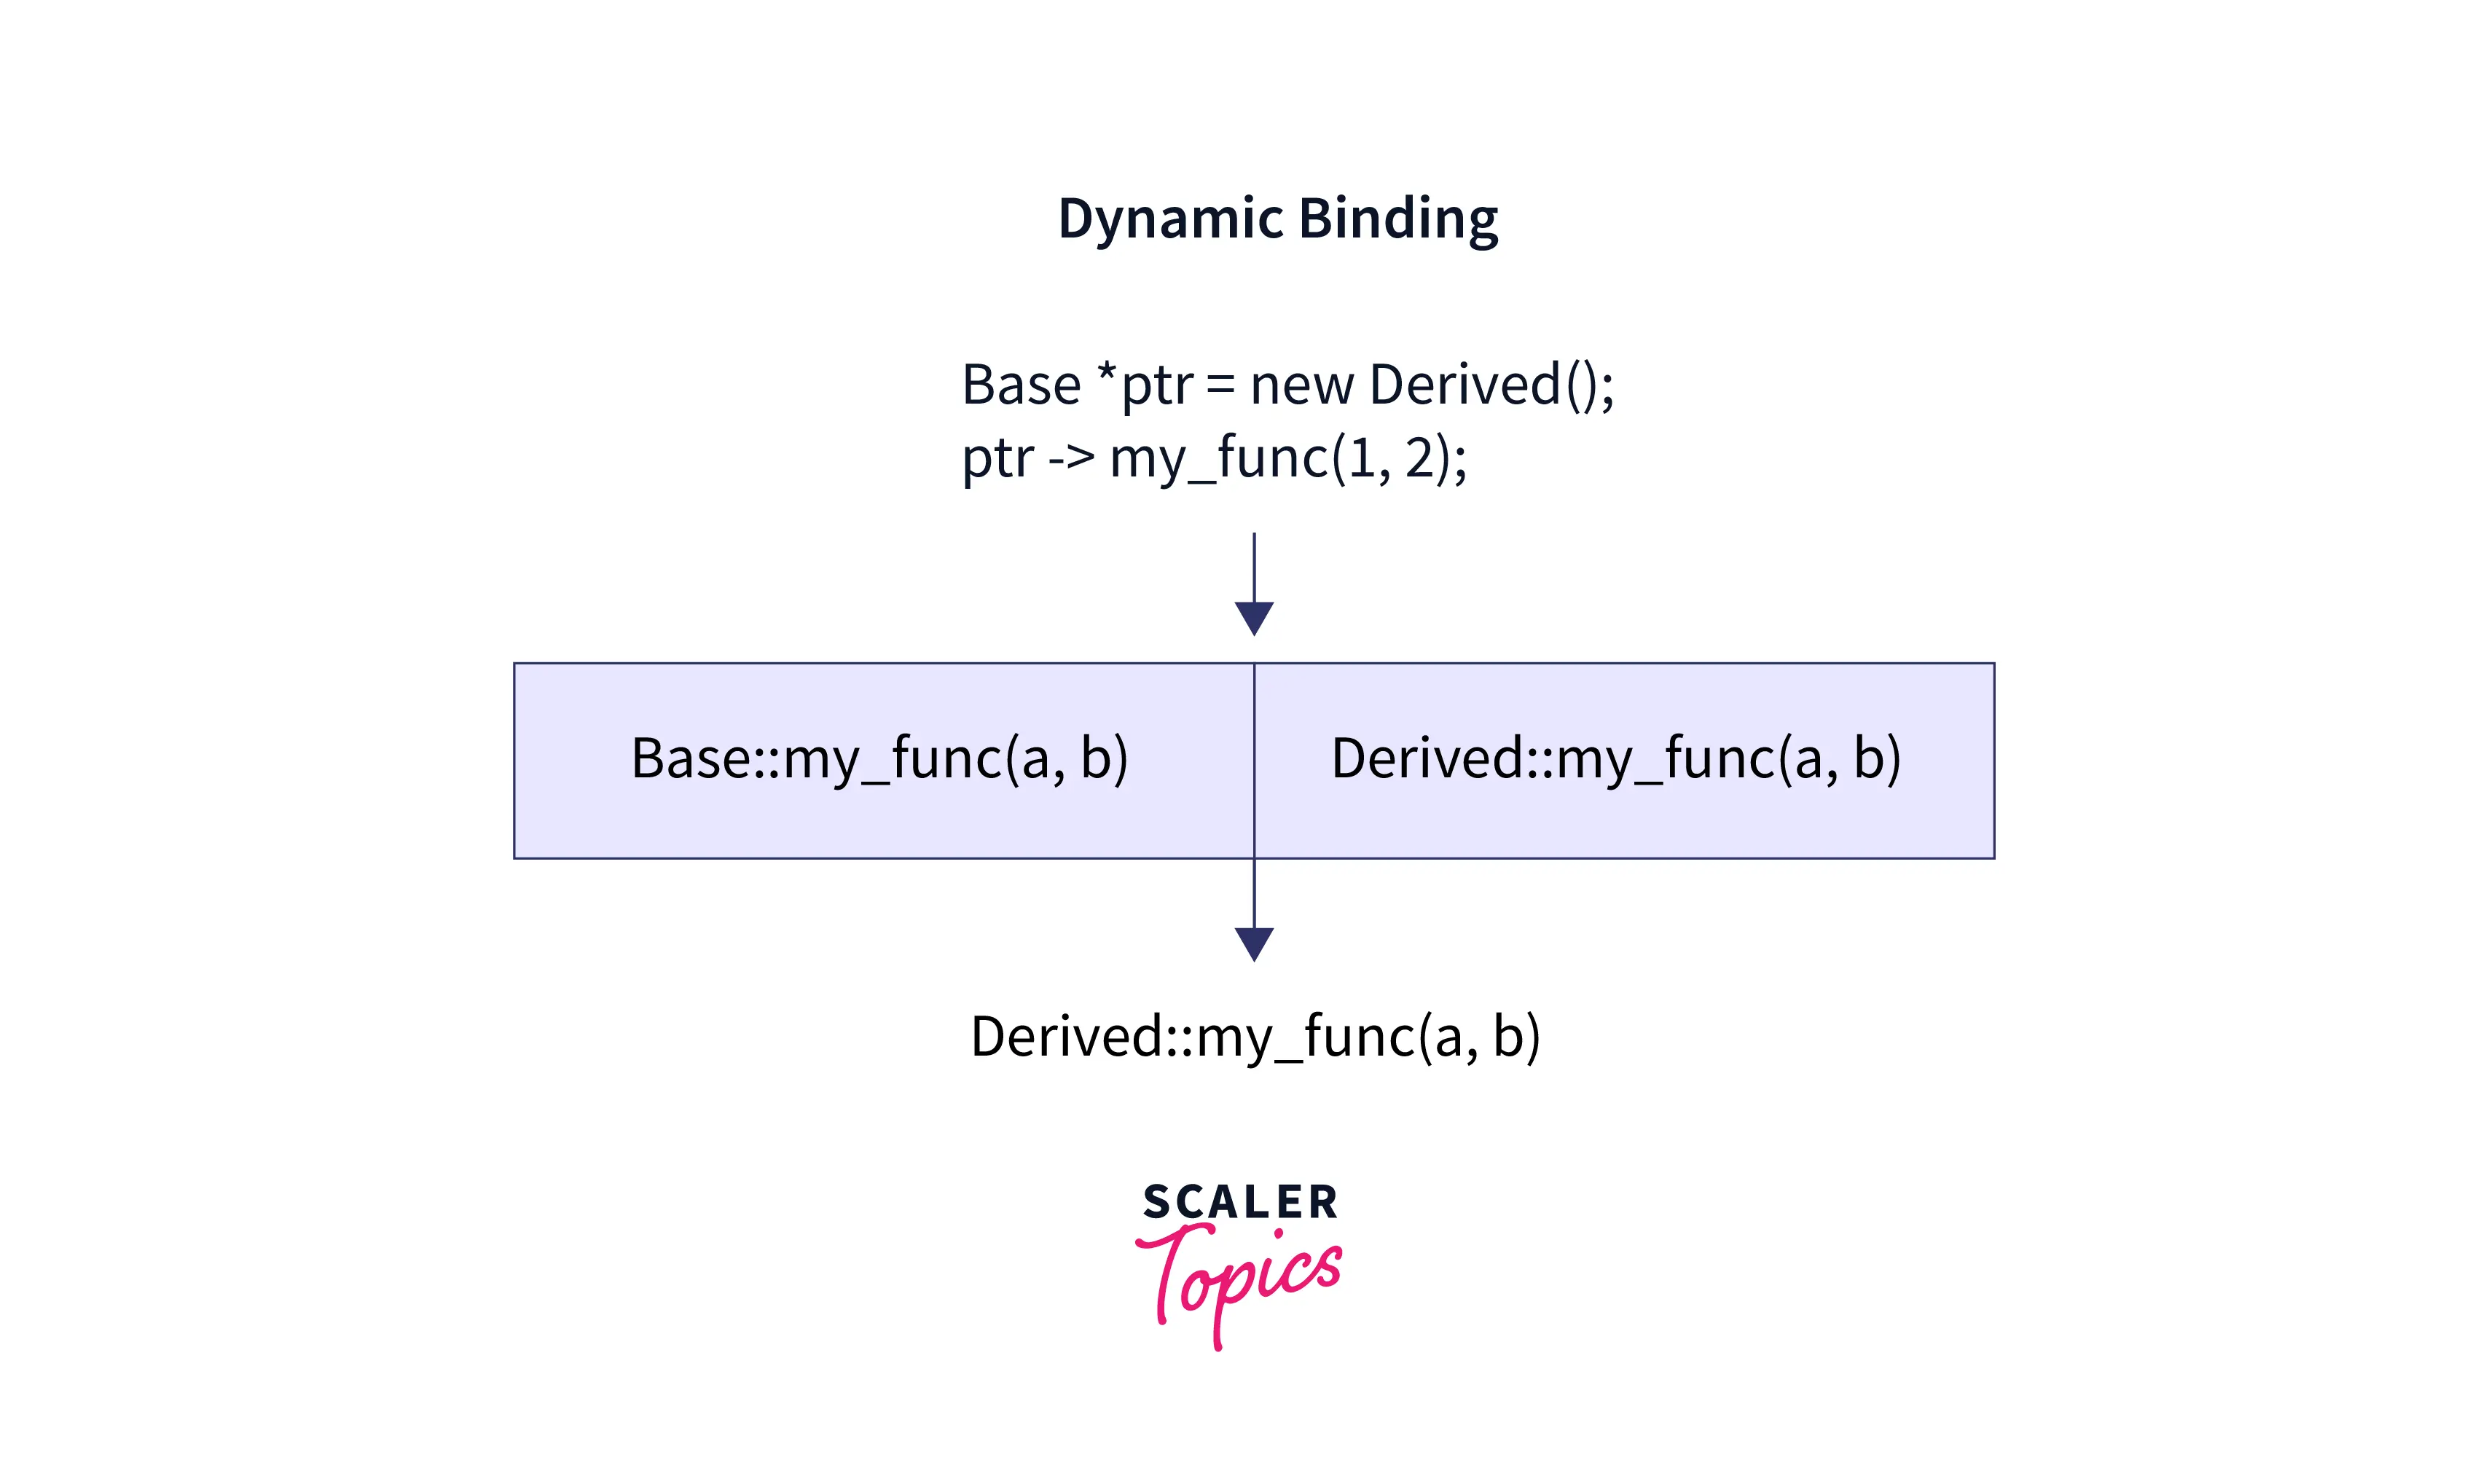 Dynamic Binding
Base *ptr = new Derived();
ptr -> my_func(1, 2);
Base::my_func(a, b)
Derived::my_func(a, b)
Derived::my_func(a, b)
SCALER
Topics